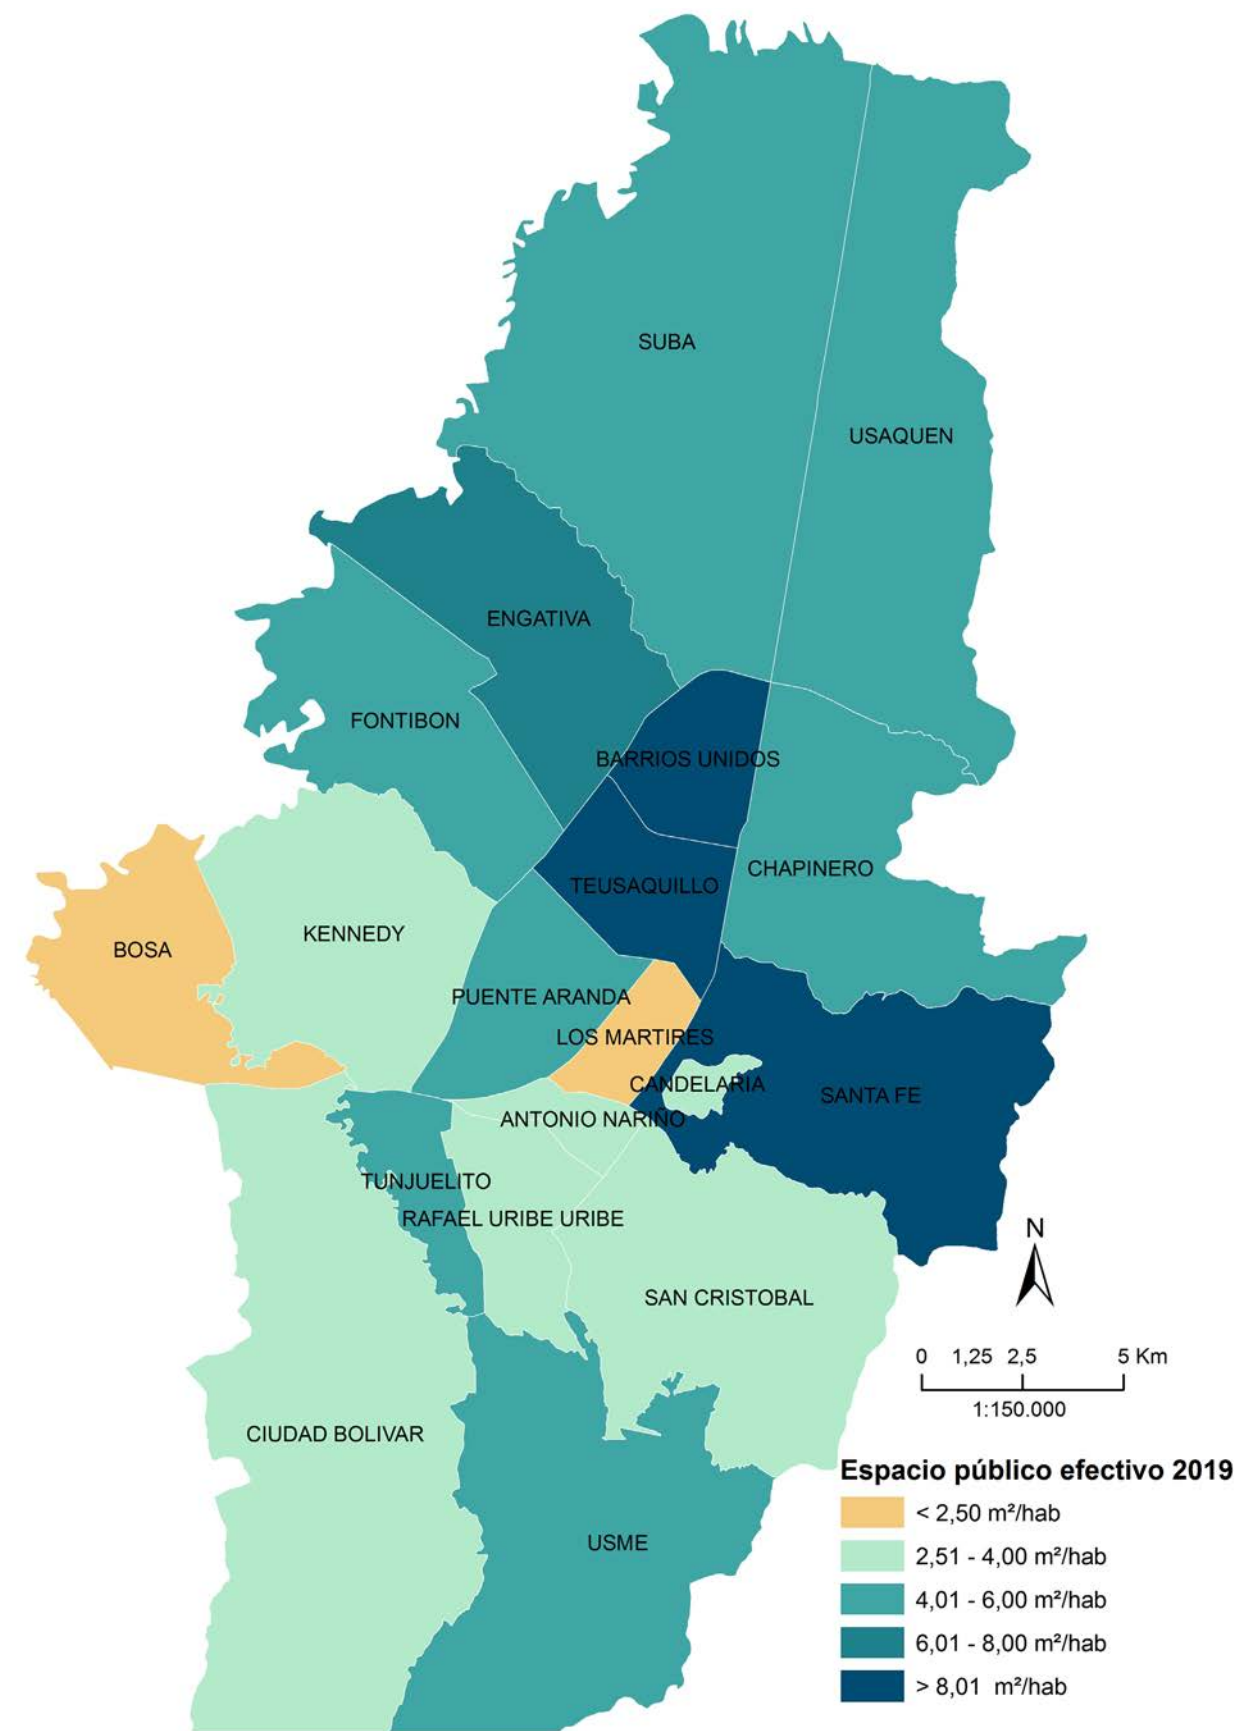 SUBA
USAQUEN
ENGATIVA
FONTIBON
BARRIOS UNIDOS
CHAPINERO
TEUSAQUILLO
KENNEDY
BOSA
PUENTE ARANDA
LOS MARTIRES
CANDELARIA
SANTA FE
ANTONIO NARIÑO
TUNJUELITO
RAFAEL URIBE URIBE
N
SAN CRISTOBAL
0 1,25 2,5 5 Km
1:150.000
CIUDAD BOLIVAR
USME
Espacio público efectivo 2019
< 2,50 m²/hab
2,51 - 4,00 m²/hab
4,01 - 6,00 m²/hab
6,01 - 8,00 m²/hab
> 8,01 m²/hab